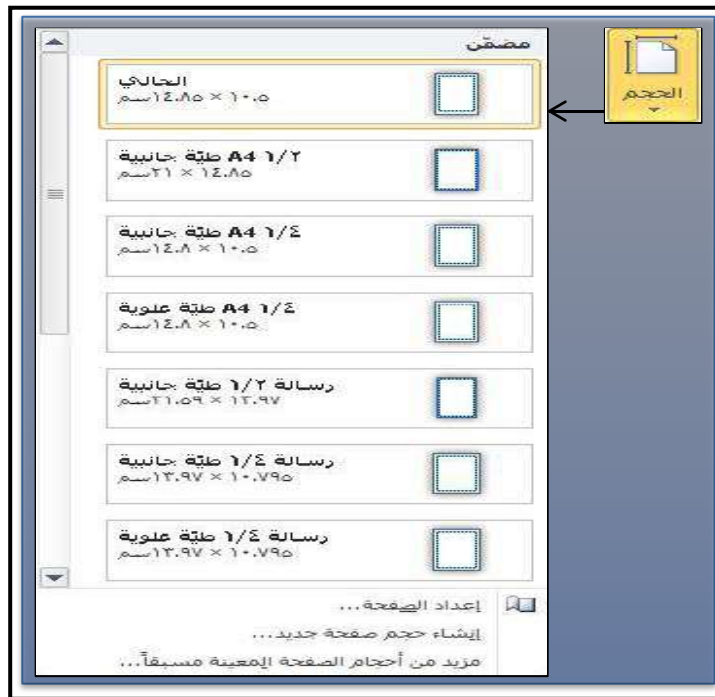 الحجم
مضمّن
الحالي
١٠.٥ × ١٤.٨٥سم
١/٢ A4 طيّة جانبية
١٤.٨٥ × ٢١سم
١/٤ A4 طيّة جانبية
١٠.٥ × ١٤.٨سم
١/٤ A4 طيّة علوية
١٠.٥ × ١٤.٨سم
رسالة ١/٢ طيّة جانبية
١٣.٩٧ × ٢١.٥٩سم
رسالة ١/٤ طيّة جانبية
١٠.٧٩٥ × ١٣.٩٧سم
رسالة ١/٤ طيّة علوية
١٠.٧٩٥ × ١٣.٩٧سم
إعداد الصفحة...
إنشاء حجم صفحة جديد...
مزيد من أحجام الصفحة المعينة مسبقاً...